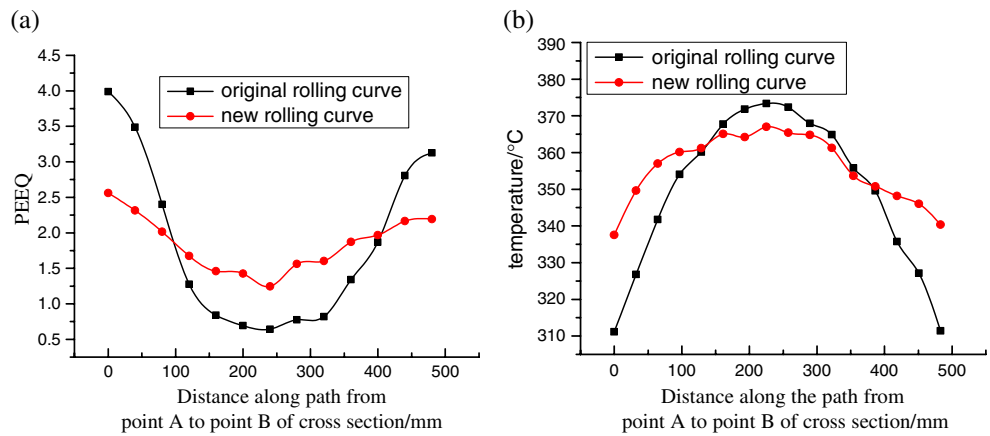 (a)
4.5
4.0
3.5
3.0
2.5
2.0
1.5
1.0
0.5
PEEQ
original rolling curve
new rolling curve
0 100 200 300 400 500
Distance along path from
point A to point B of cross section/mm
(b)
390
380
370
360
350
340
330
320
310
temperature/°C
original rolling curve
new rolling curve
0 100 200 300 400 500
Distance along the path from
point A to point B of cross section/mm